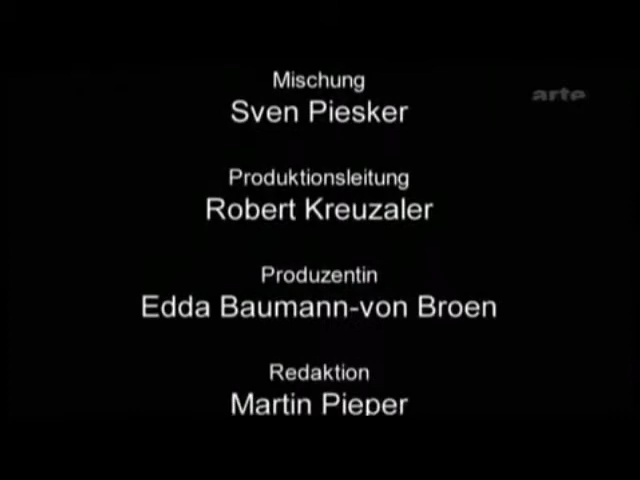 Mischung
Sven Piesker
arte
Produktionsleitung
Robert Kreuzaler
Produzentin
Edda Baumann-von Broen
Redaktion
Martin Pieper